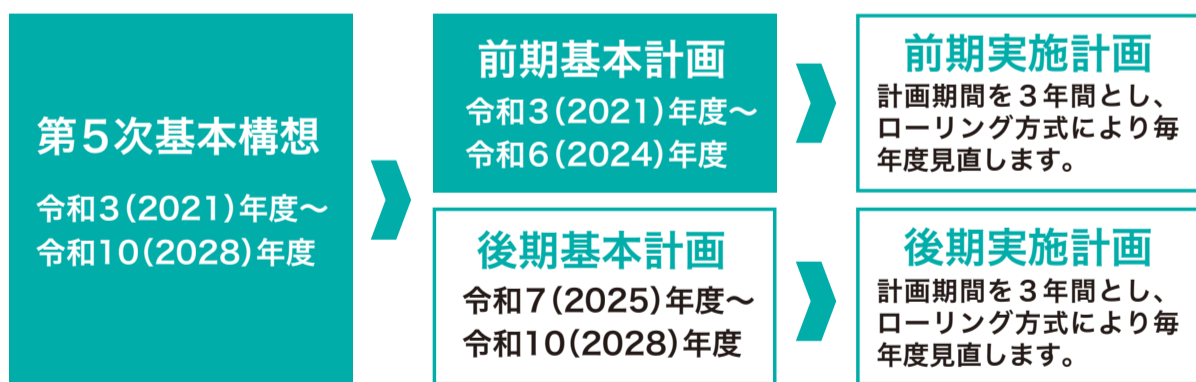 第5次基本構想
令和3(2021)年度～
令和10(2028)年度
前期基本計画
令和3(2021)年度～
令和6(2024)年度
前期実施計画
計画期間を3年間とし、
ローリング方式により毎
年度見直します。
後期基本計画
令和7(2025)年度～
令和10(2028)年度
後期実施計画
計画期間を3年間とし、
ローリング方式により毎
年度見直します。